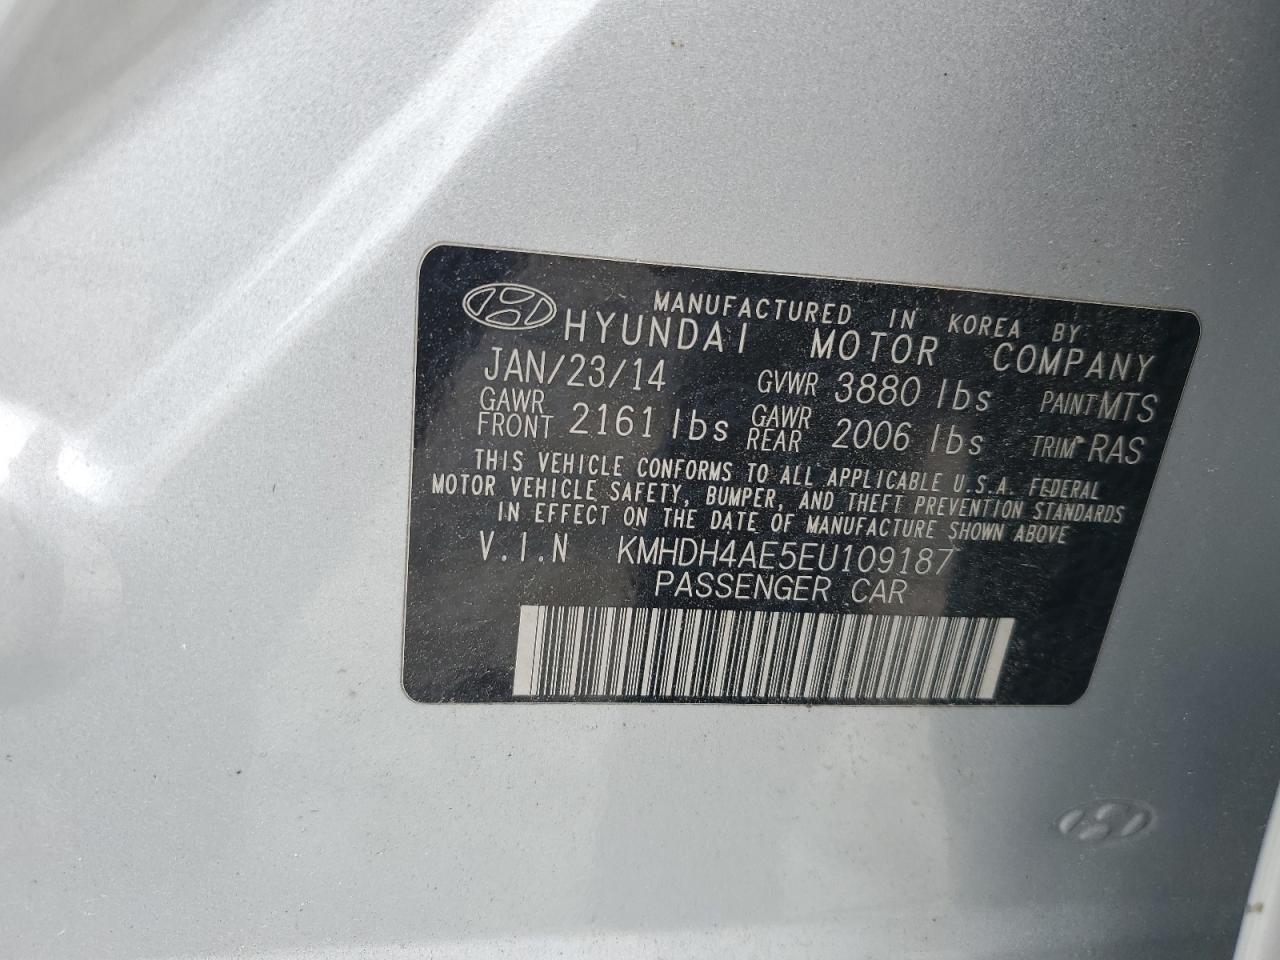 MANUFACTURED IN KOREA BY
HYUNDAI MOTOR COMPANY
JAN/23/14 GVWR 3880 lbs PAINT MTS
GAWR FRONT 2161 lbs GAWR REAR 2006 lbs TRIM RAS
THIS VEHICLE CONFORMS TO ALL APPLICABLE U.S.A. FEDERAL
MOTOR VEHICLE SAFETY, BUMPER, AND THEFT PREVENTION STANDARDS
IN EFFECT ON THE DATE OF MANUFACTURE SHOWN ABOVE
V.I.N KMHDH4AE5EU109187
PASSENGER CAR